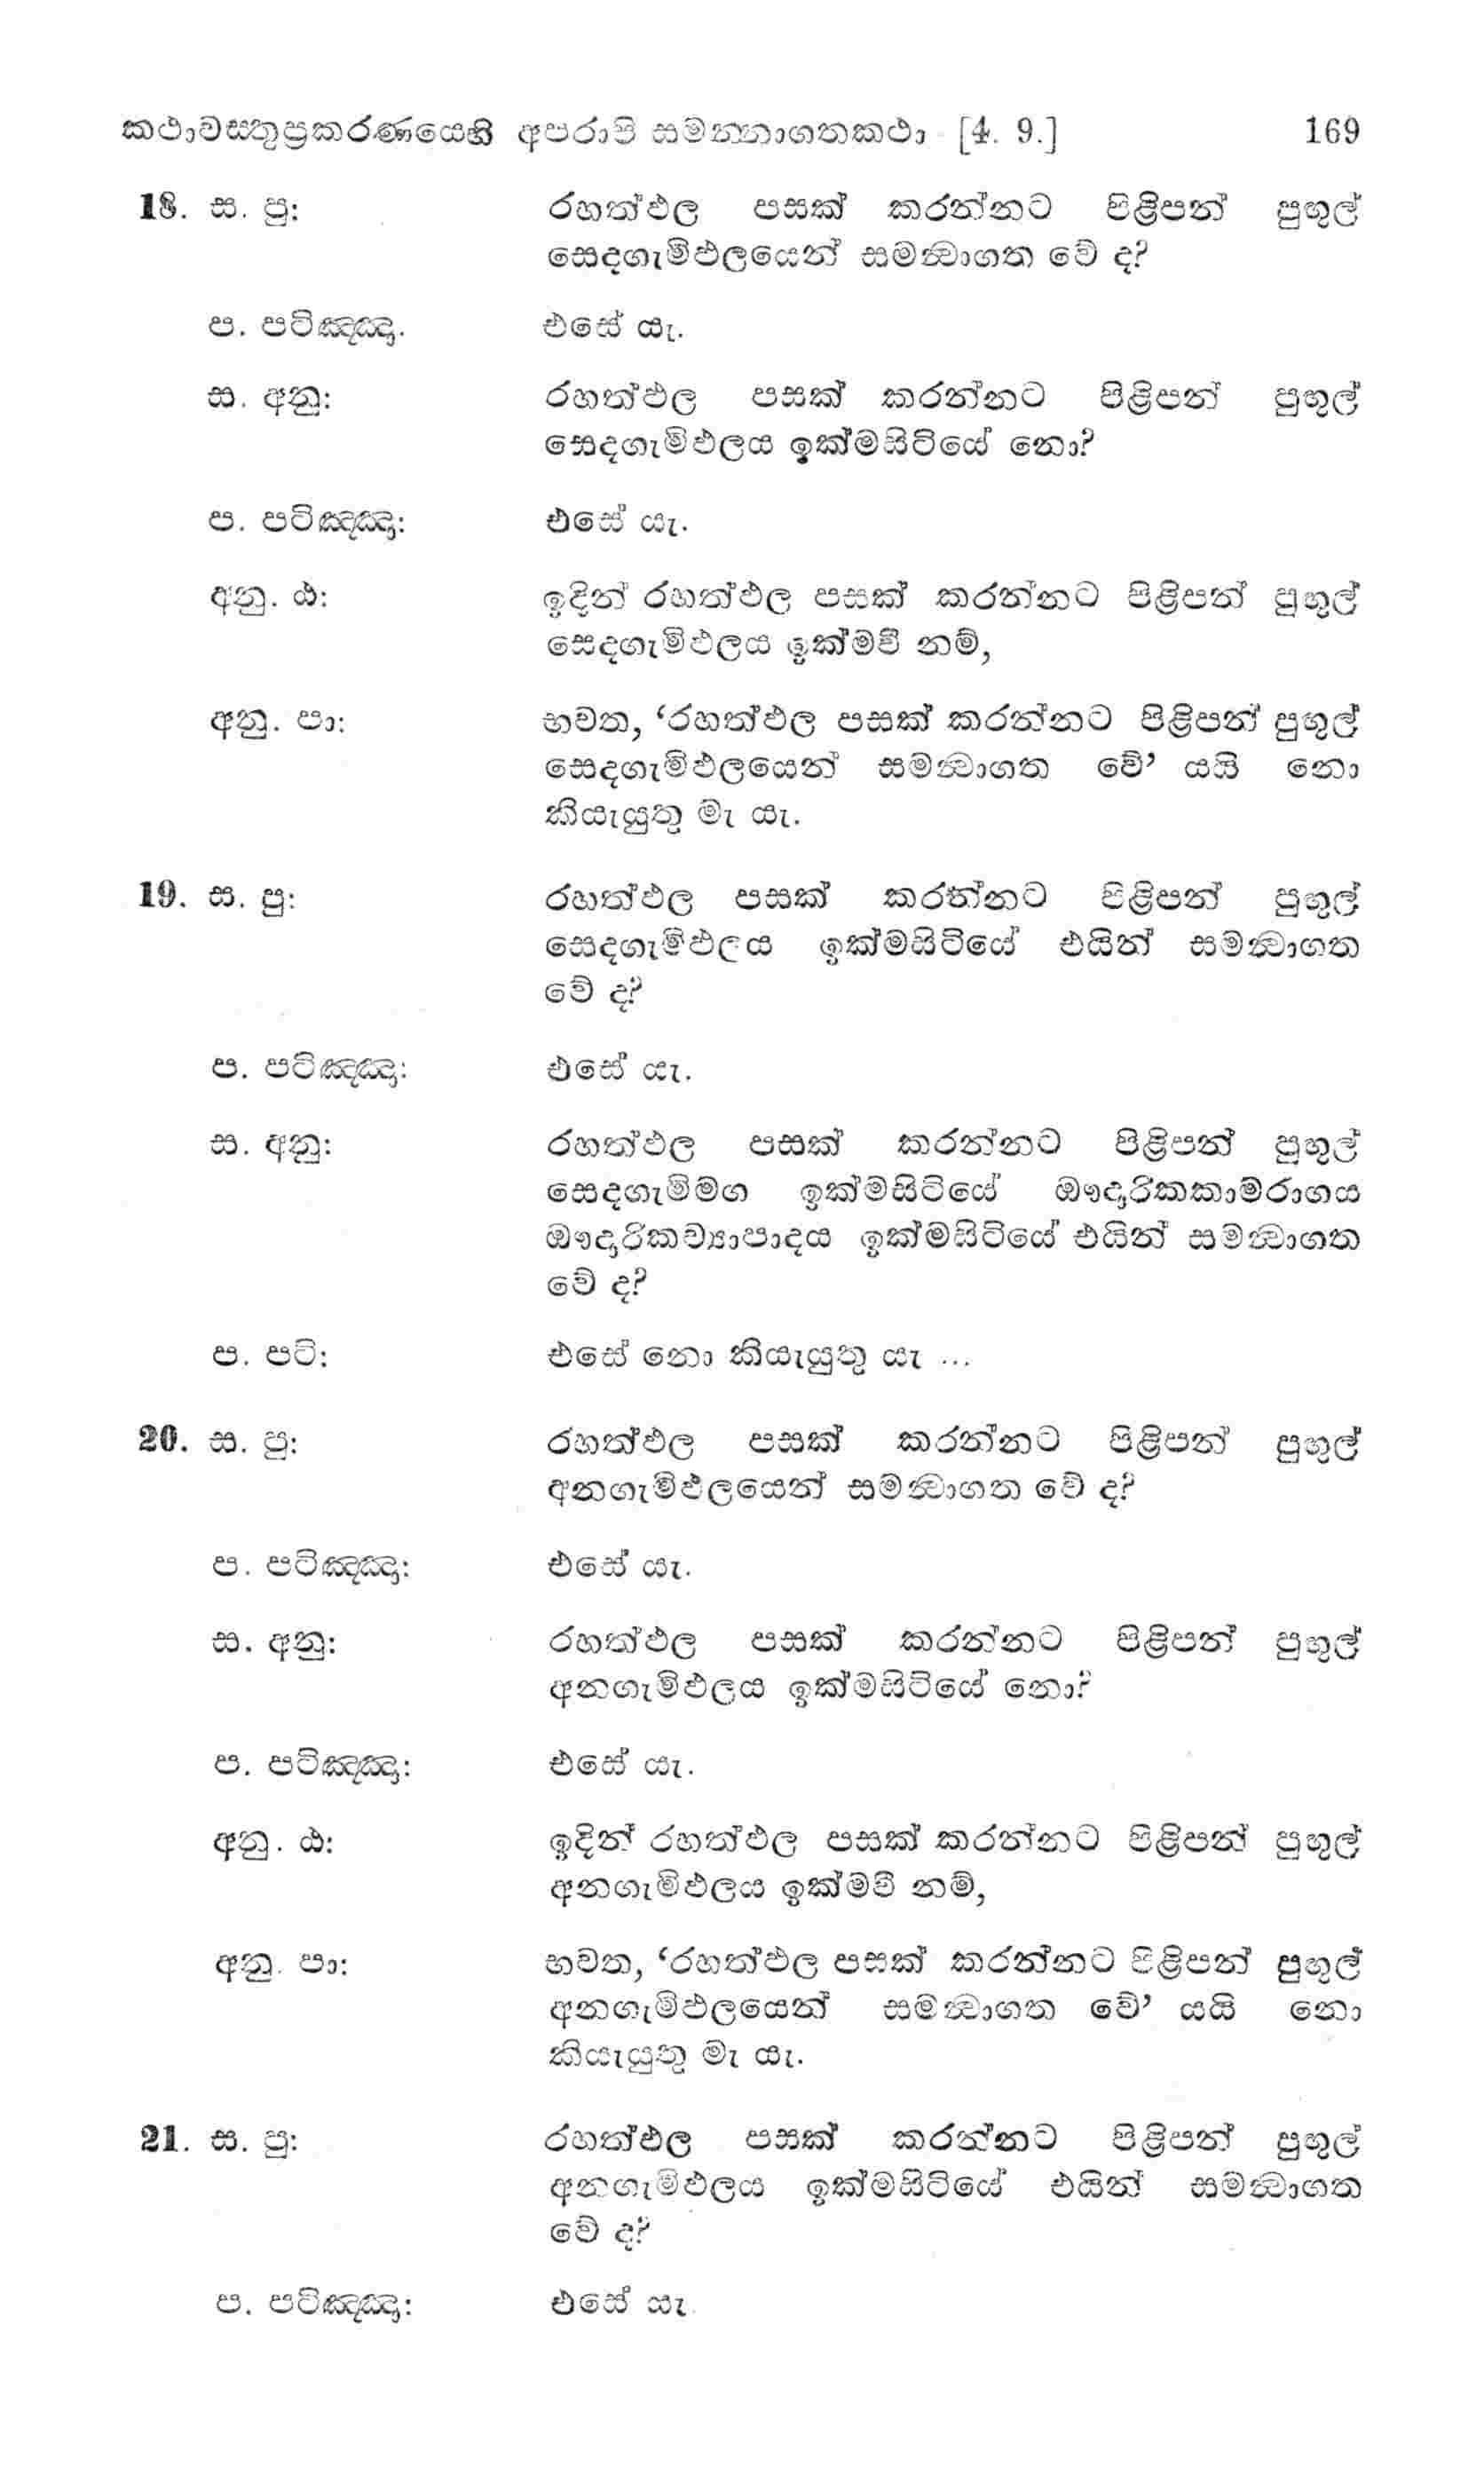 කථාවස්තුප්‍රකරණයෙහි අපරාපි සමන්නාගතකථා [4. 9.] 169
18. ස. පු: රහත්ඵල පසක් කරන්නට පිළිපන් පුඟුල්
සෙදගැමිඵලයෙන් සමන්‍වාගත වේ ද?
ප. පටිඤ්ඤා. එසේ යැ.
ස. අනු: රහත්ඵල පසක් කරන්නට පිළිපන් පුඟුල්
සෙදගැමිඵලය ඉක්මසිටියේ නො?
ප. පටිඤ්ඤා: එසේ යැ.
අනු. ඨ: ඉදින් රහත්ඵල පසක් කරන්නට පිළිපන් පුඟුල්
සෙදගැමිඵලය ඉක්මවී නම්,
අනු. පා: භවත, ‘රහත්ඵල පසක් කරන්නට පිළිපන් පුඟුල්
සෙදගැමිඵලයෙන් සමන්‍වාගත වේ’ යයි නො
කියැයුතු මැ යැ.
19. ස. පු: රහත්ඵල පසක් කරන්නට පිළිපන් පුඟුල්
සෙදගැමිඵලය ඉක්මසිටියේ එයින් සමන්‍වාගත
වේ ද?
ප. පටිඤ්ඤා: එසේ යැ.
ස. අනු: රහත්ඵල පසක් කරන්නට පිළිපන් පුඟුල්
සෙදගැමිමග ඉක්මසිටියේ ඖදාරිකකාමරාගය
ඖදාරිකව්‍යාපාදය ඉක්මසිටියේ එයින් සමන්‍වාගත
වේ ද?
ප. පටි: එසේ නො කියැයුතු යැ ...
20. ස. පු: රහත්ඵල පසක් කරන්නට පිළිපන් පුඟුල්
අනගැමිඵලයෙන් සමන්‍වාගත වේ ද?
ප. පටිඤ්ඤා: එසේ යැ.
ස. අනු: රහත්ඵල පසක් කරන්නට පිළිපන් පුඟුල්
අනගැමිඵලය ඉක්මසිටියේ නො?
ප. පටිඤ්ඤා: එසේ යැ.
අනු. ඨ: ඉදින් රහත්ඵල පසක් කරන්නට පිළිපන් පුඟුල්
අනගැමිඵලය ඉක්මවී නම්,
අනු. පා: භවත, ‘රහත්ඵල පසක් කරන්නට පිළිපන් පුඟුල්
අනගැමිඵලයෙන් සමන්‍වාගත වේ’ යයි නො
කියැයුතු මැ යැ.
21. ස. පු: රහත්ඵල පසක් කරන්නට පිළිපන් පුඟුල්
අනගැමිඵලය ඉක්මසිටියේ එයින් සමන්‍වාගත
වේ ද?
ප. පටිඤ්ඤා: එසේ යැ.